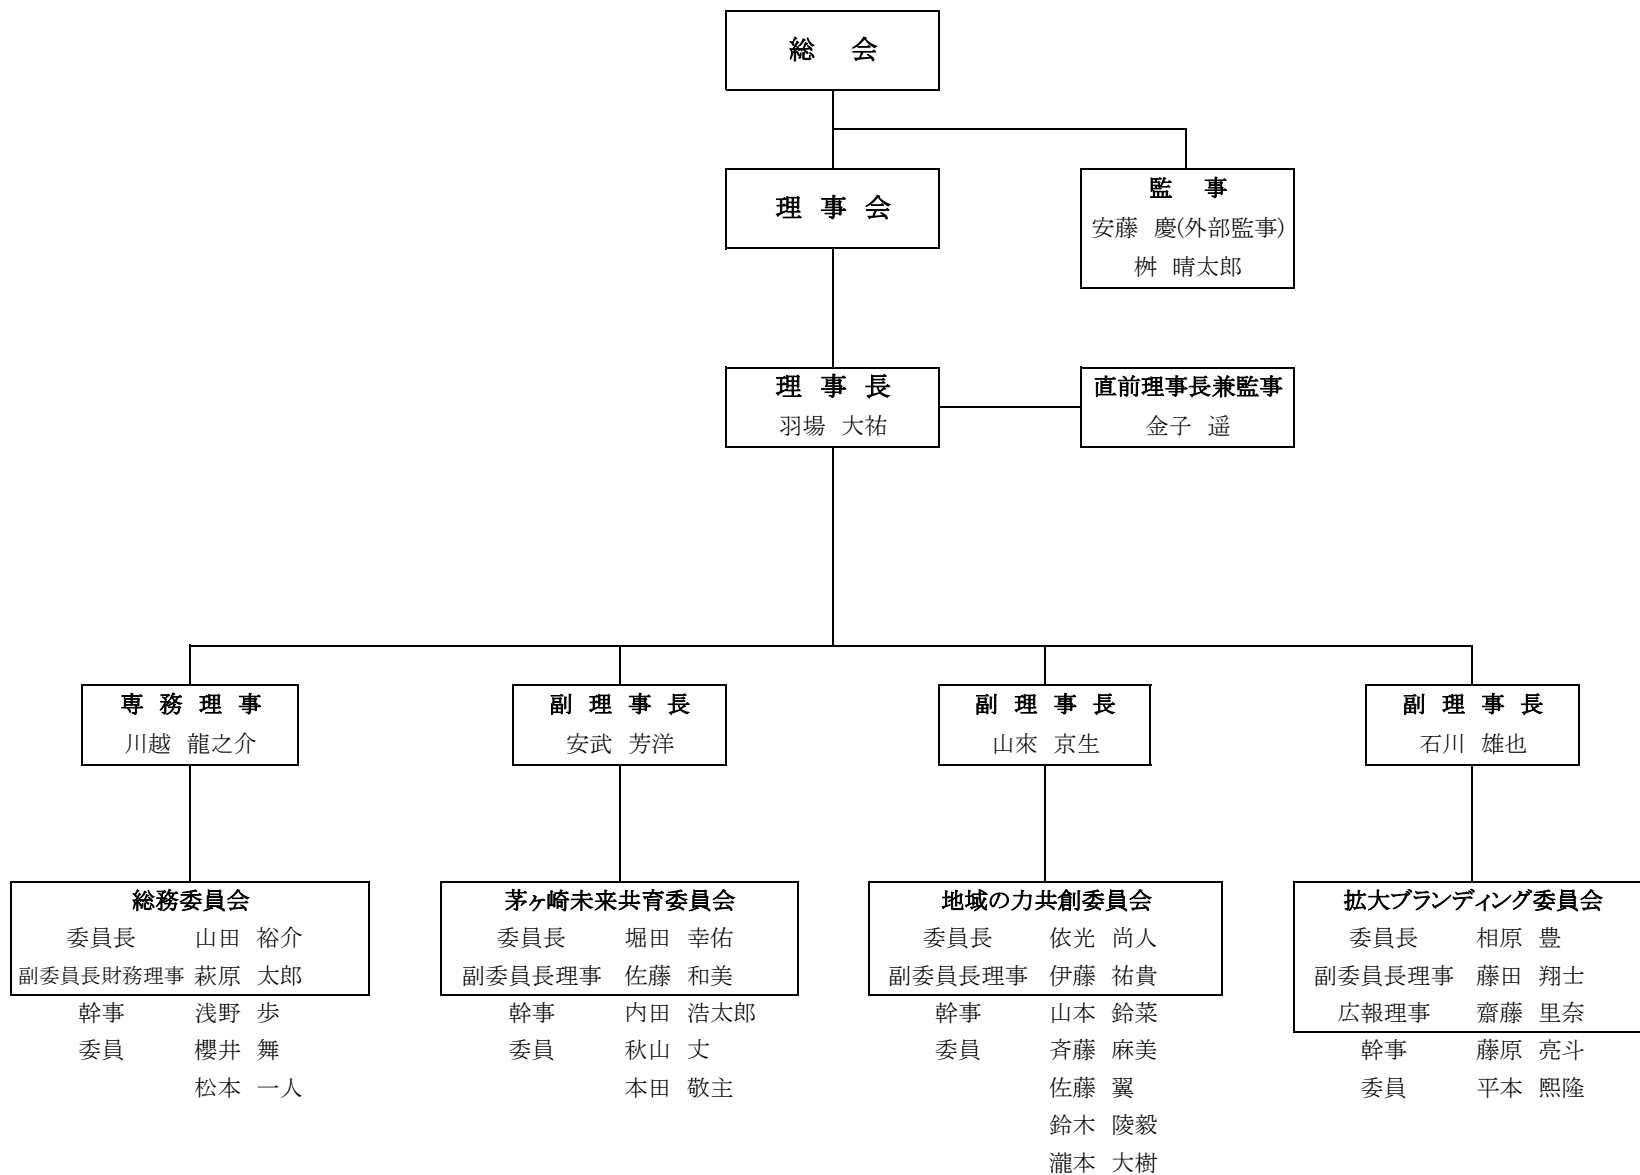 総 会
理 事 会
監 事
安藤 慶(外部監事)
桝 晴太郎
理 事 長
羽場 大祐
直前理事長兼監事
金子 遥
専 務 理 事
川越 龍之介
副 理 事 長
安武 芳洋
副 理 事 長
山來 京生
副 理 事 長
石川 雄也
総務委員会
委員長 山田 裕介
副委員長財務理事 萩原 太郎
幹事 浅野 歩
委員 櫻井 舞
松本 一人
茅ヶ崎未来共育委員会
委員長 堀田 幸佑
副委員長理事 佐藤 和美
幹事 内田 浩太郎
委員 秋山 丈
本田 敬主
地域の力共創委員会
委員長 依光 尚人
副委員長理事 伊藤 祐貴
幹事 山本 鈴菜
委員 斉藤 麻美
佐藤 翼
鈴木 陵毅
瀧本 大樹
拡大ブランディング委員会
委員長 相原 豊
副委員長理事 藤田 翔士
広報理事 齋藤 里奈
幹事 藤原 亮斗
委員 平本 熙隆